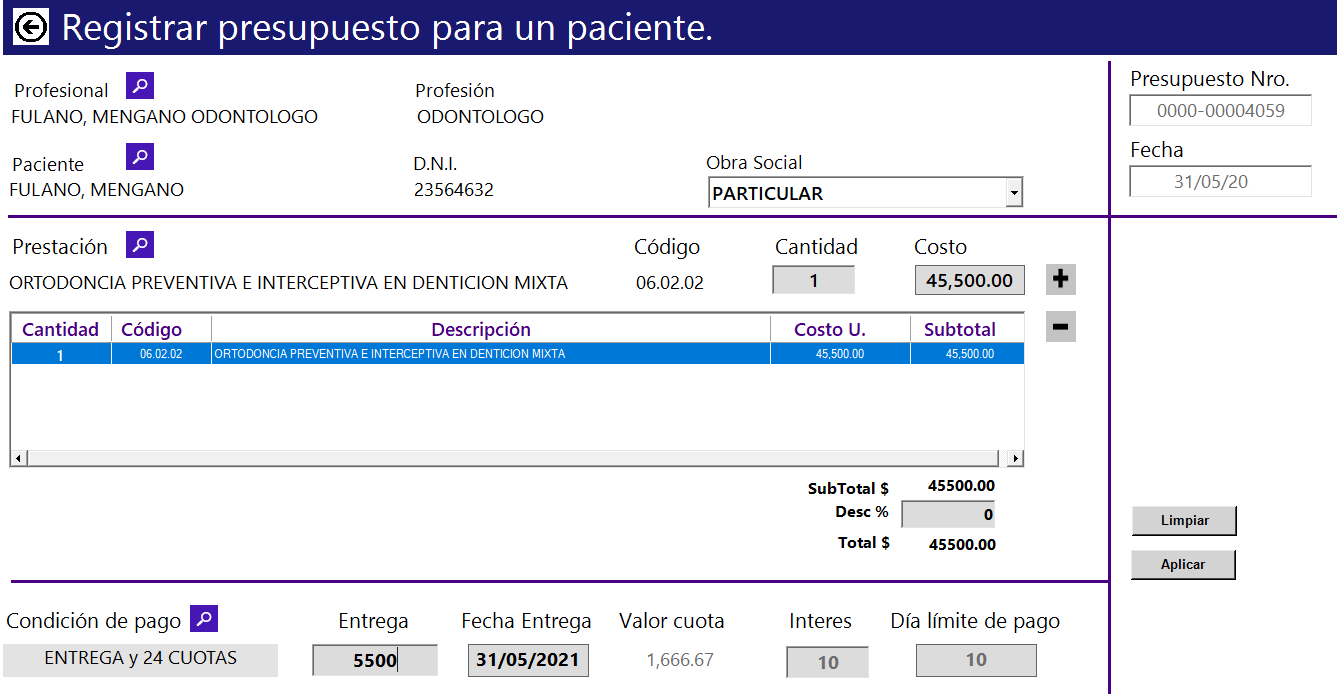 Registrar presupuesto para un paciente.
Profesional
Profesión
FULANO, MENGANO ODONTOLOGO
ODONTOLOGO
Paciente
D.N.I.
Obra Social
FULANO, MENGANO
23564632
PARTICULAR
Presupuesto Nro.
0000-00004059
Fecha
31/05/20
Prestación
Código
Cantidad
Costo
ORTODONCIA PREVENTIVA E INTERCEPTIVA EN DENTICION MIXTA
06.02.02
1
45,500.00
Cantidad Código Descripción Costo U. Subtotal
1 06.02.02 ORTODONCIA PREVENTIVA E INTERCEPTIVA EN DENTICION MIXTA 45,500.00 45,500.00
SubTotal $ 45500.00
Desc % 0
Total $ 45500.00
Limpiar
Aplicar
Condición de pago
Entrega
Fecha Entrega
Valor cuota
Interes
Día límite de pago
ENTREGA y 24 CUOTAS
5500
31/05/2021
1,666.67
10
10